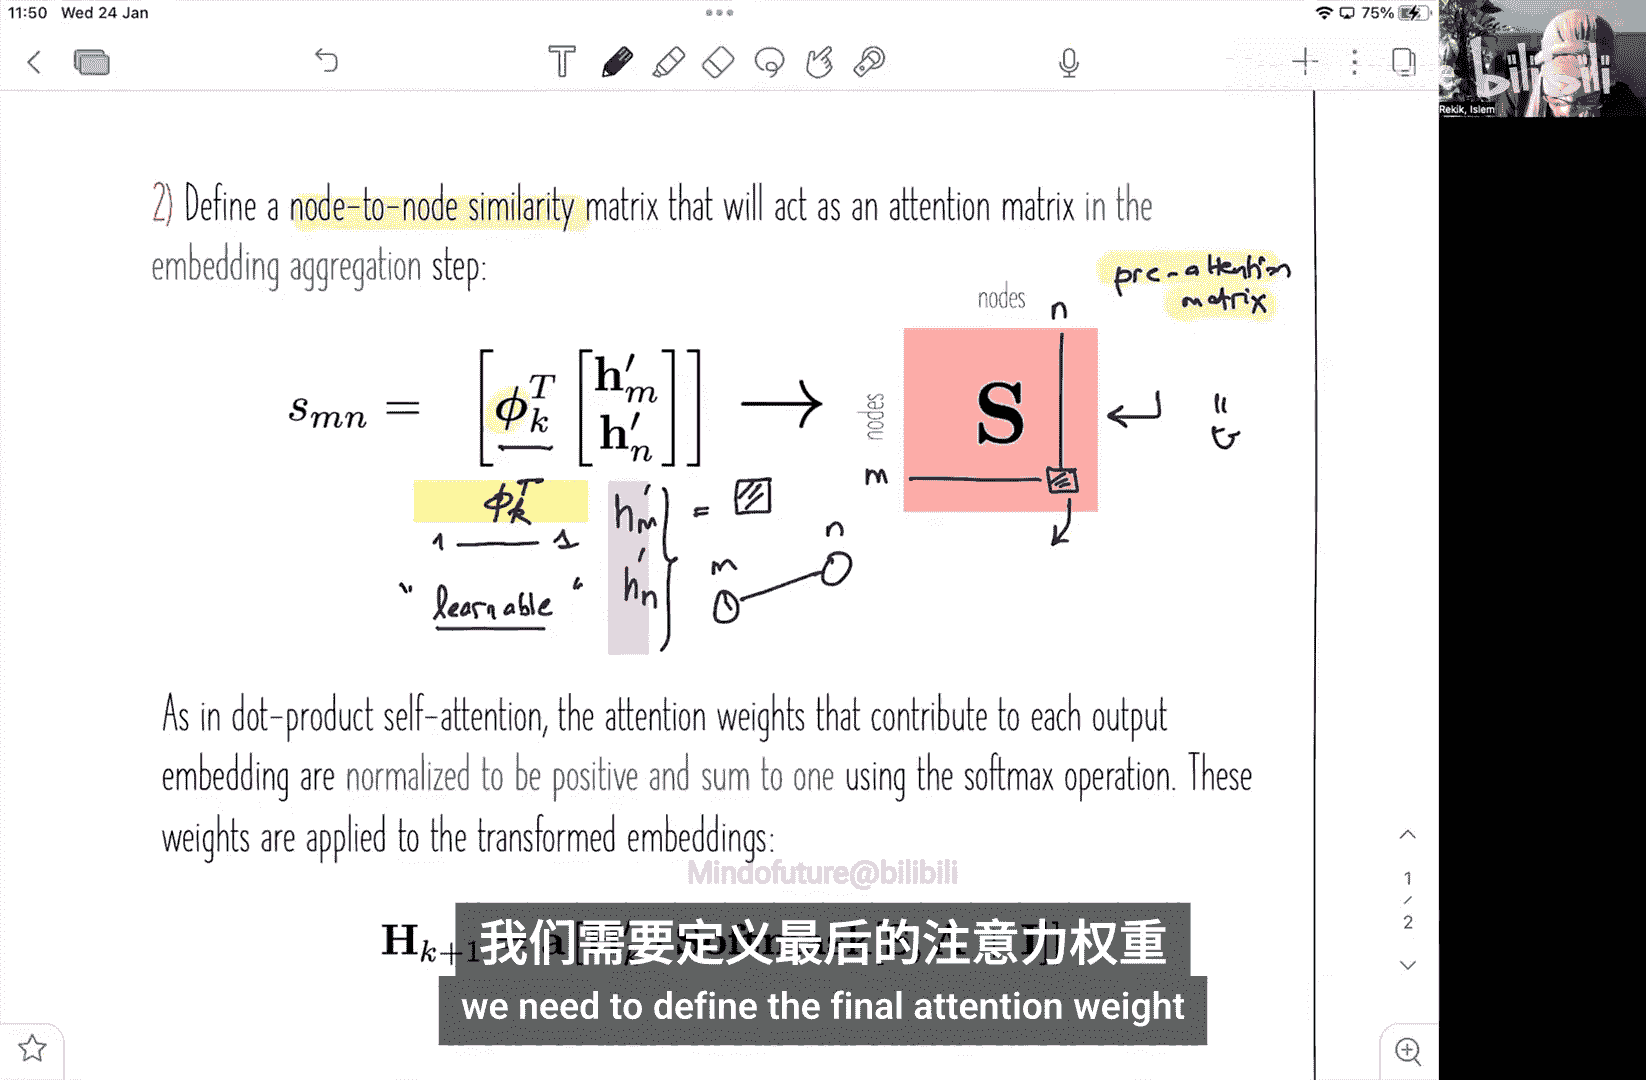 11:50 Wed 24 Jan
75%
bilibili
Rekik, Islem
2) Define a node-to-node similarity matrix that will act as an attention matrix in the
embedding aggregation step:
pre-attention
matrix
nodes
n
s_{mn} = [ϕ_k^T [h'_m h'_n]] →
nodes
S
m
ϕ_k^T
h'_m
=
1
1
h'_n
m
n
" learnable "
As in dot-product self-attention, the attention weights that contribute to each output
embedding are normalized to be positive and sum to one using the softmax operation. These
weights are applied to the transformed embeddings:
Mindofuture@bilibili
1
2
H_{k+1}
我们需要定义最后的注意力权重
we need to define the final attention weight